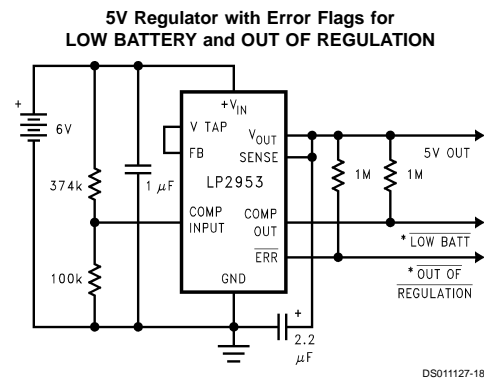 5V Regulator with Error Flags for
LOW BATTERY and OUT OF REGULATION
+VIN
+
6V
V TAP
FB
VOUT
SENSE
5V OUT
374k
1 μF
LP2953
1M
1M
COMP
INPUT
COMP
OUT
* LOW BATT
ERR
100k
* OUT OF
REGULATION
GND
+
2.2
μF
DS011127-18